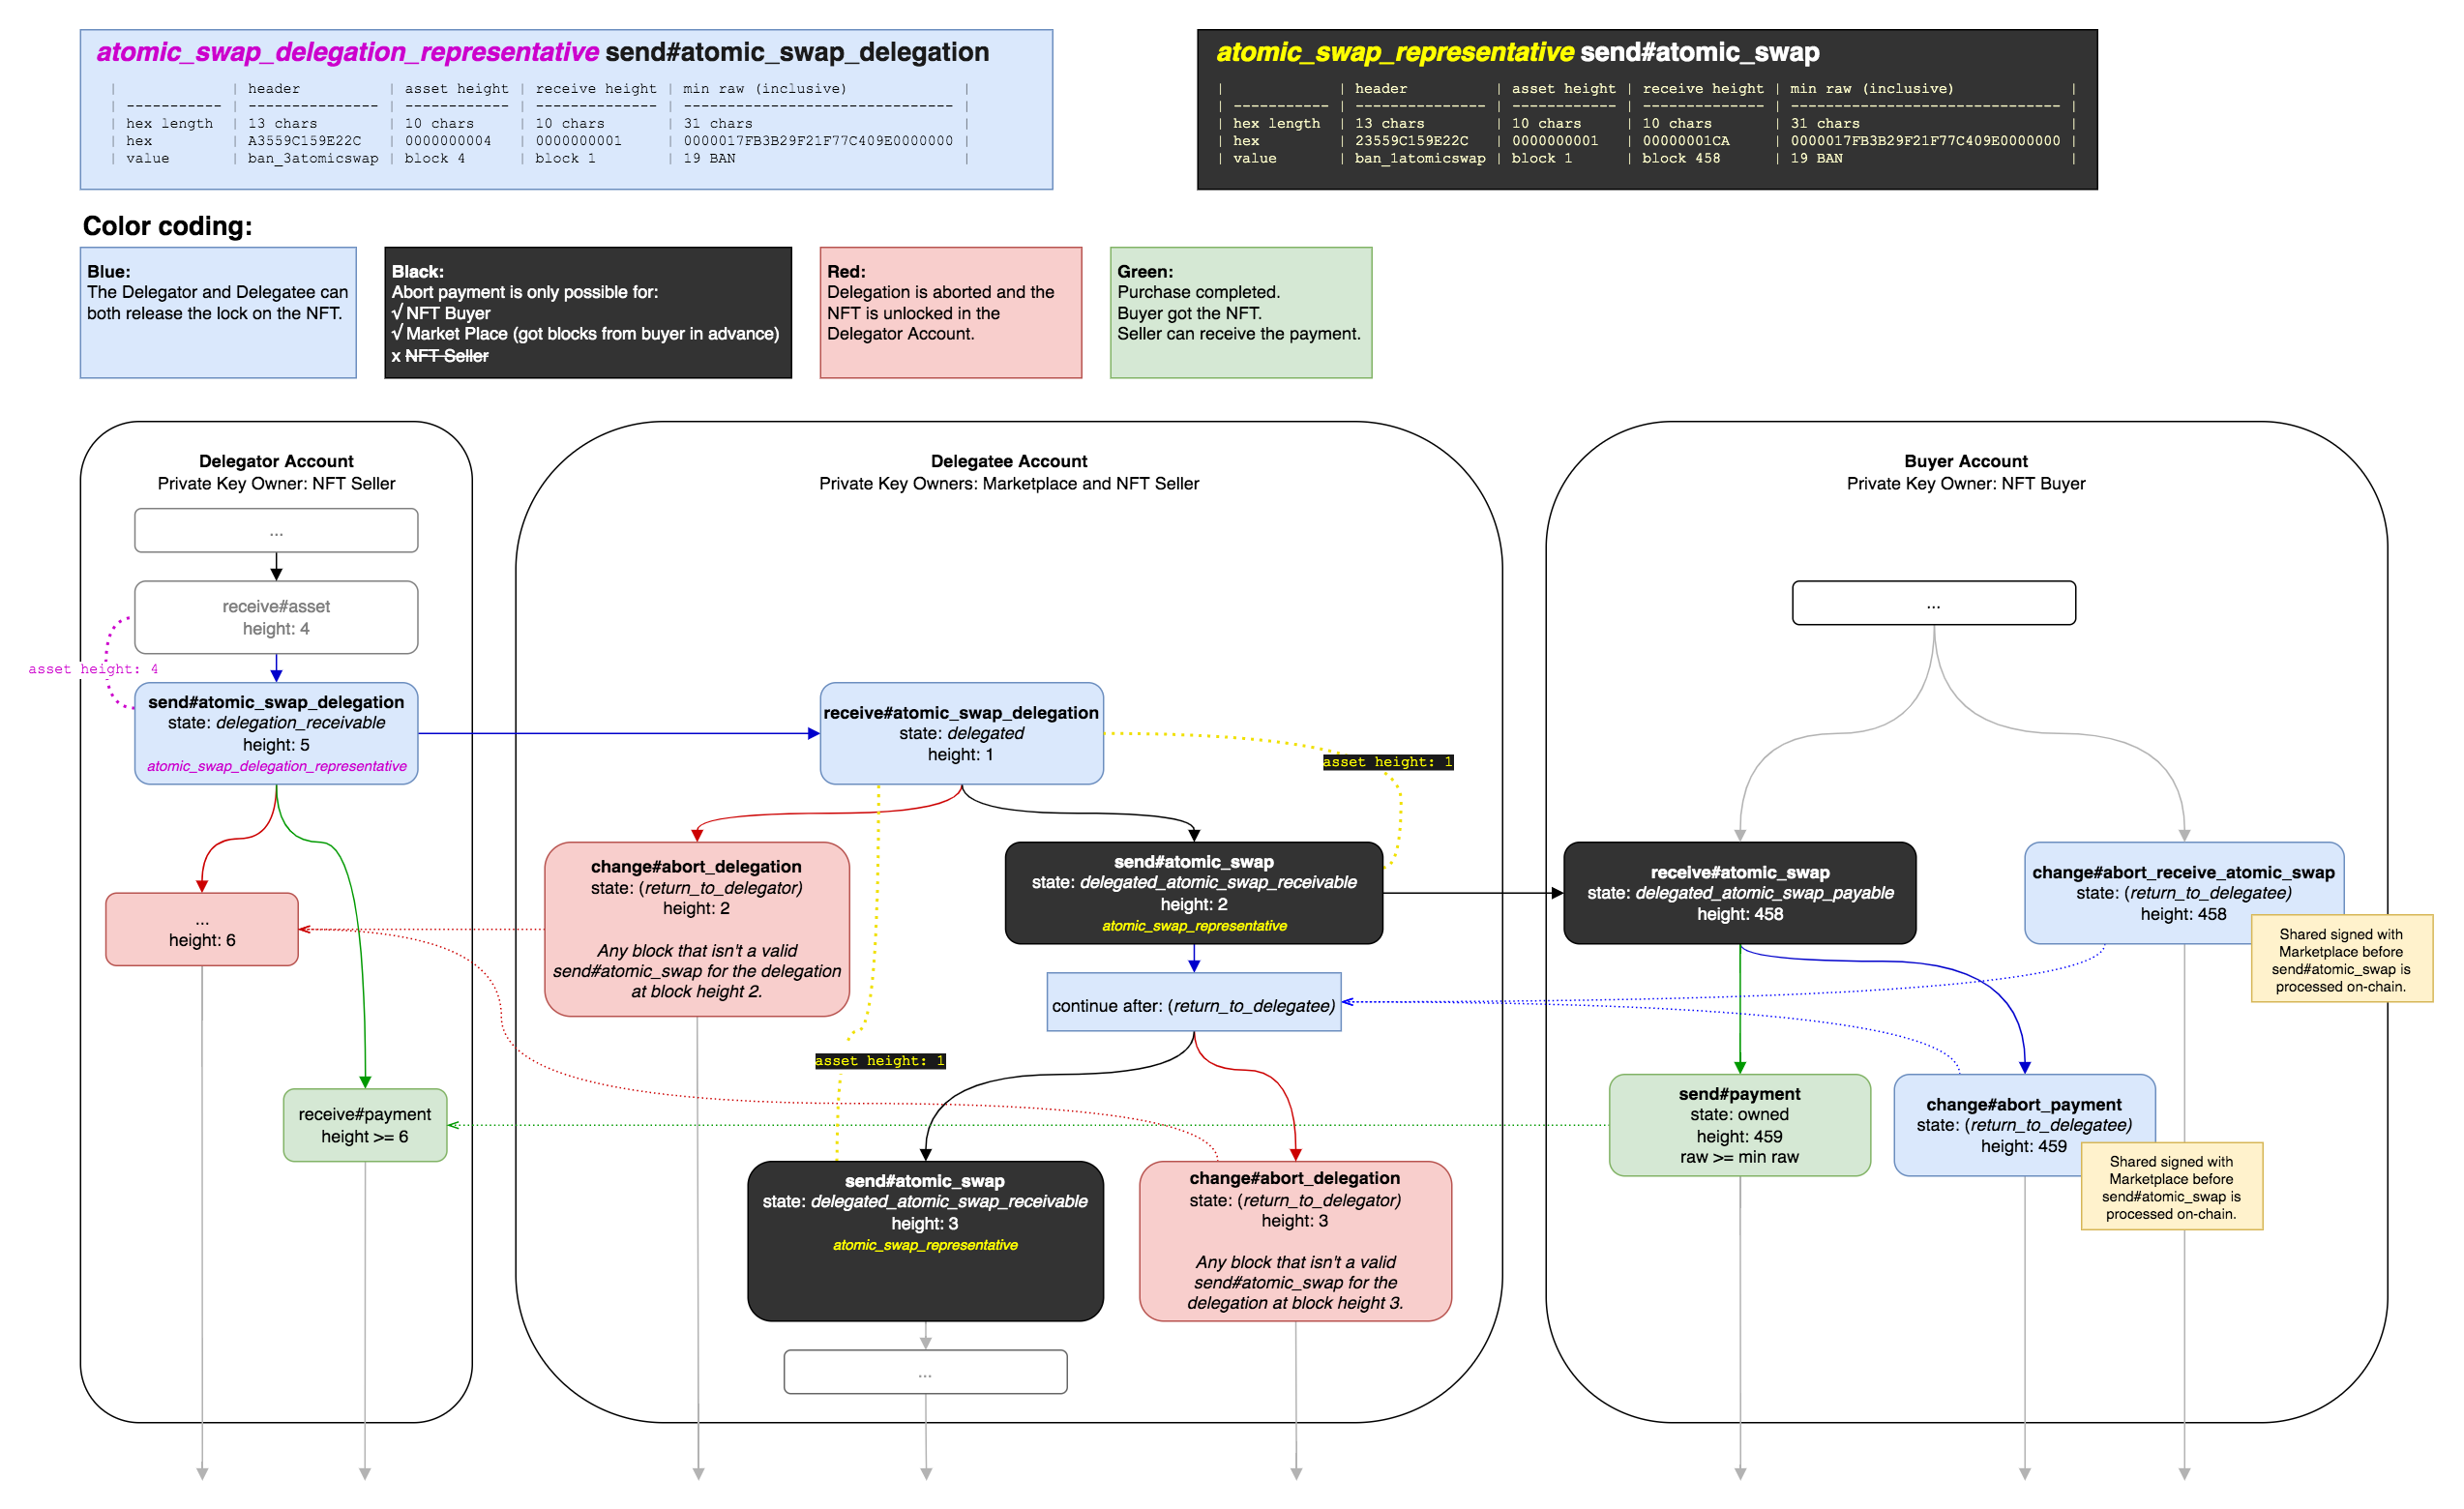 atomic_swap_delegation_representative send#atomic_swap_delegation
| | header | asset height | receive height | min raw (inclusive) |
| ----------- | --------------- | ------------ | -------------- | ------------------------------- |
| hex length | 13 chars | 10 chars | 10 chars | 31 chars |
| hex | A3559C159E22C | 0000000004 | 0000000001 | 0000017FB3B29F21F77C409E0000000 |
| value | ban_3atomicswap | block 4 | block 1 | 19 BAN |
atomic_swap_representative send#atomic_swap
| | header | asset height | receive height | min raw (inclusive) |
| ----------- | --------------- | ------------ | -------------- | ------------------------------- |
| hex length | 13 chars | 10 chars | 10 chars | 31 chars |
| hex | 23559C159E22C | 0000000001 | 00000001CA | 0000017FB3B29F21F77C409E0000000 |
| value | ban_1atomicswap | block 1 | block 458 | 19 BAN |
Color coding:
Blue:
The Delegator and Delegatee can
both release the lock on the NFT.
Black:
Abort payment is only possible for:
√ NFT Buyer
√ Market Place (got blocks from buyer in advance)
x NFT Seller
Red:
Delegation is aborted and the
NFT is unlocked in the
Delegator Account.
Green:
Purchase completed.
Buyer got the NFT.
Seller can receive the payment.
Delegator Account
Private Key Owner: NFT Seller
...
receive#asset
height: 4
asset height: 4
send#atomic_swap_delegation
state: delegation_receivable
height: 5
atomic_swap_delegation_representative
...
height: 6
receive#payment
height >= 6
Delegatee Account
Private Key Owners: Marketplace and NFT Seller
receive#atomic_swap_delegation
state: delegated
height: 1
asset height: 1
change#abort_delegation
state: (return_to_delegator)
height: 2
Any block that isn't a valid
send#atomic_swap for the delegation
at block height 2.
send#atomic_swap
state: delegated_atomic_swap_receivable
height: 2
atomic_swap_representative
continue after: (return_to_delegatee)
asset height: 1
send#atomic_swap
state: delegated_atomic_swap_receivable
height: 3
atomic_swap_representative
change#abort_delegation
state: (return_to_delegator)
height: 3
Any block that isn't a valid
send#atomic_swap for the
delegation at block height 3.
...
Buyer Account
Private Key Owner: NFT Buyer
...
receive#atomic_swap
state: delegated_atomic_swap_payable
height: 458
change#abort_receive_atomic_swap
state: (return_to_delegatee)
height: 458
Shared signed with
Marketplace before
send#atomic_swap is
processed on-chain.
send#payment
state: owned
height: 459
raw >= min raw
change#abort_payment
state: (return_to_delegatee)
height: 459
Shared signed with
Marketplace before
send#atomic_swap is
processed on-chain.